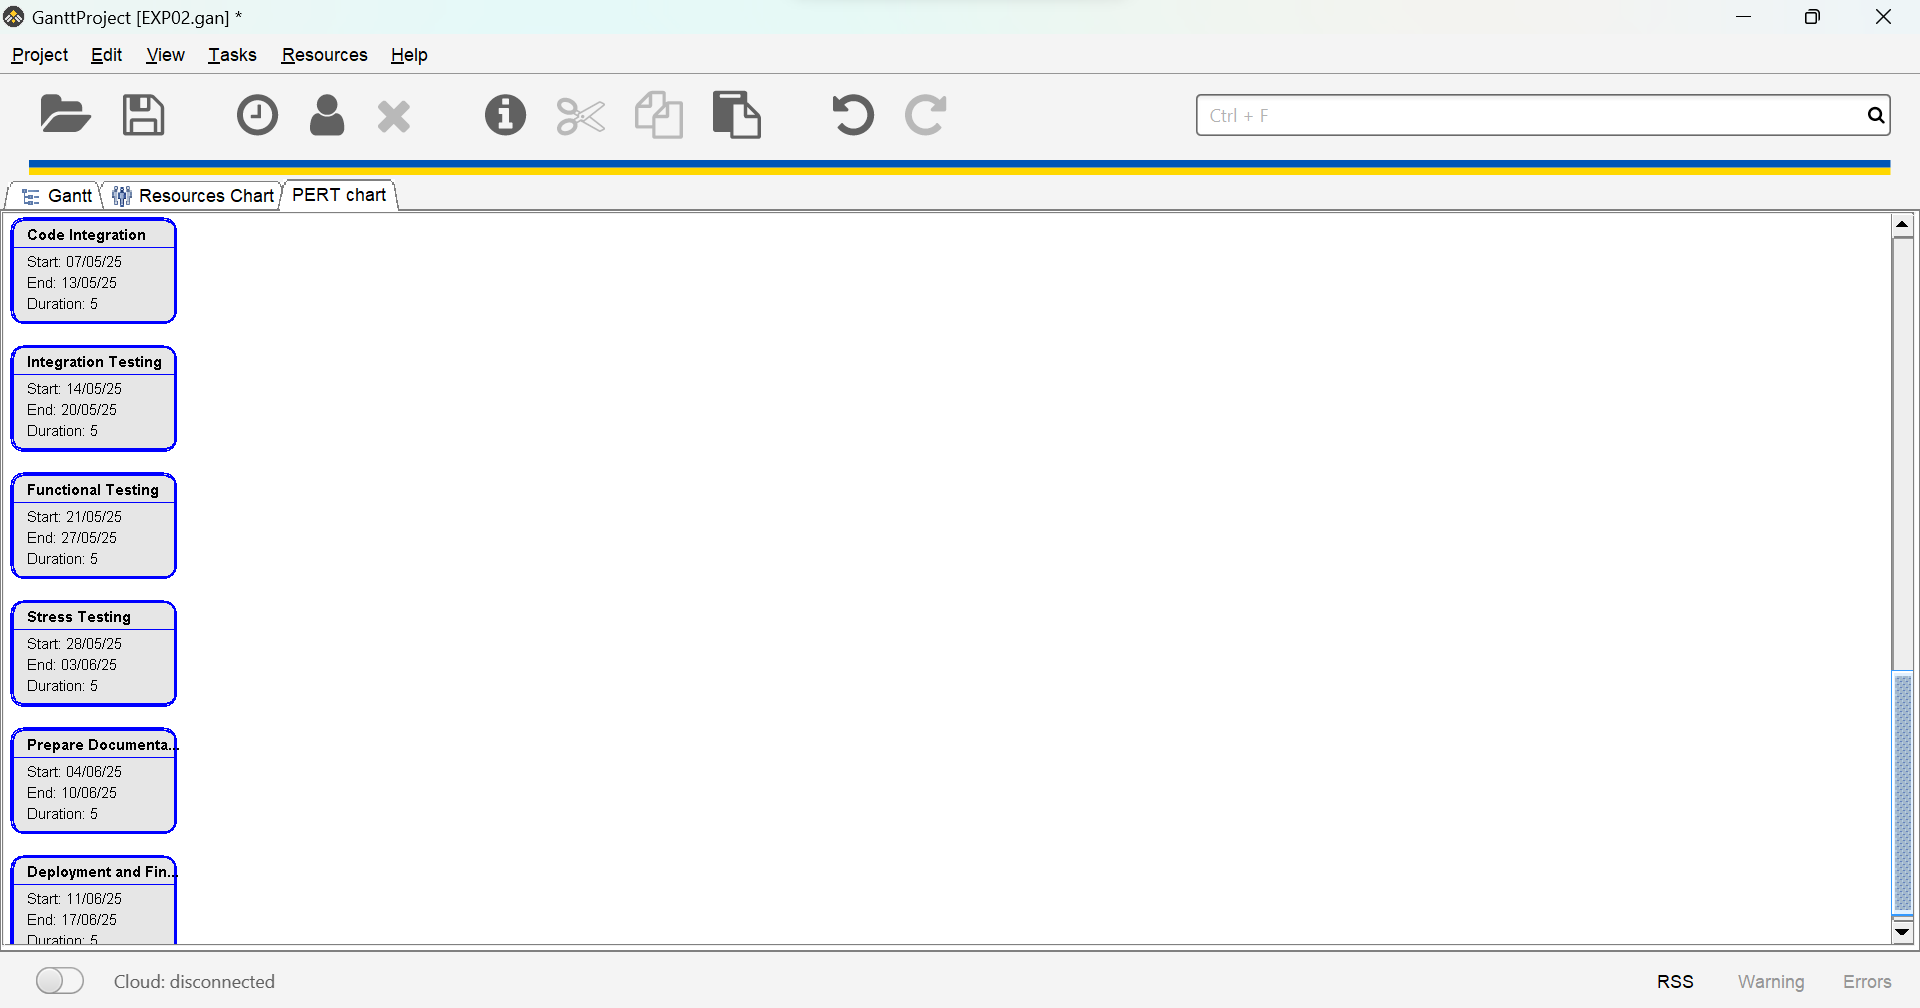 GanttProject [EXP02.gan] *
Project Edit View Tasks Resources Help
Ctrl + F
Gantt Resources Chart PERT chart
Code Integration
Start: 07/05/25
End: 13/05/25
Duration: 5
Integration Testing
Start: 14/05/25
End: 20/05/25
Duration: 5
Functional Testing
Start: 21/05/25
End: 27/05/25
Duration: 5
Stress Testing
Start: 28/05/25
End: 03/06/25
Duration: 5
Prepare Documenta...
Start: 04/06/25
End: 10/06/25
Duration: 5
Deployment and Fin...
Start: 11/06/25
End: 17/06/25
Duration: 5
Cloud: disconnected
RSS Warning Errors